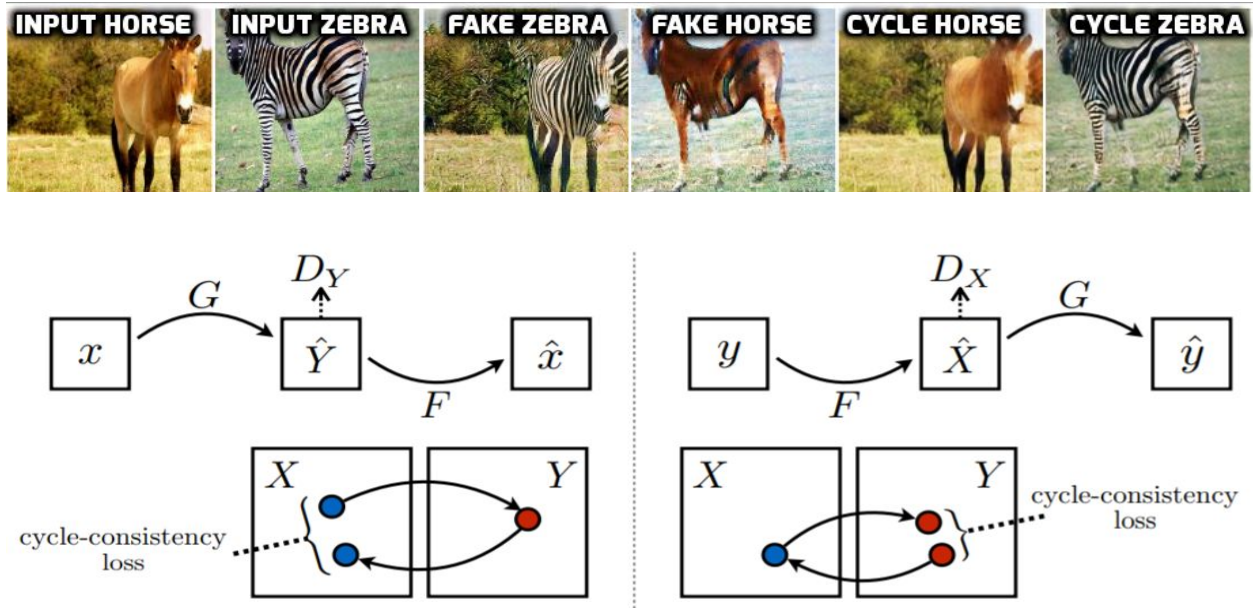 INPUT HORSE
INPUT ZEBRA
FAKE ZEBRA
FAKE HORSE
CYCLE HORSE
CYCLE ZEBRA
D_Y
G
x
Ŷ
x̂
F
D_X
G
y
X̂
ŷ
F
X
Y
cycle-consistency
loss
X
Y
cycle-consistency
loss